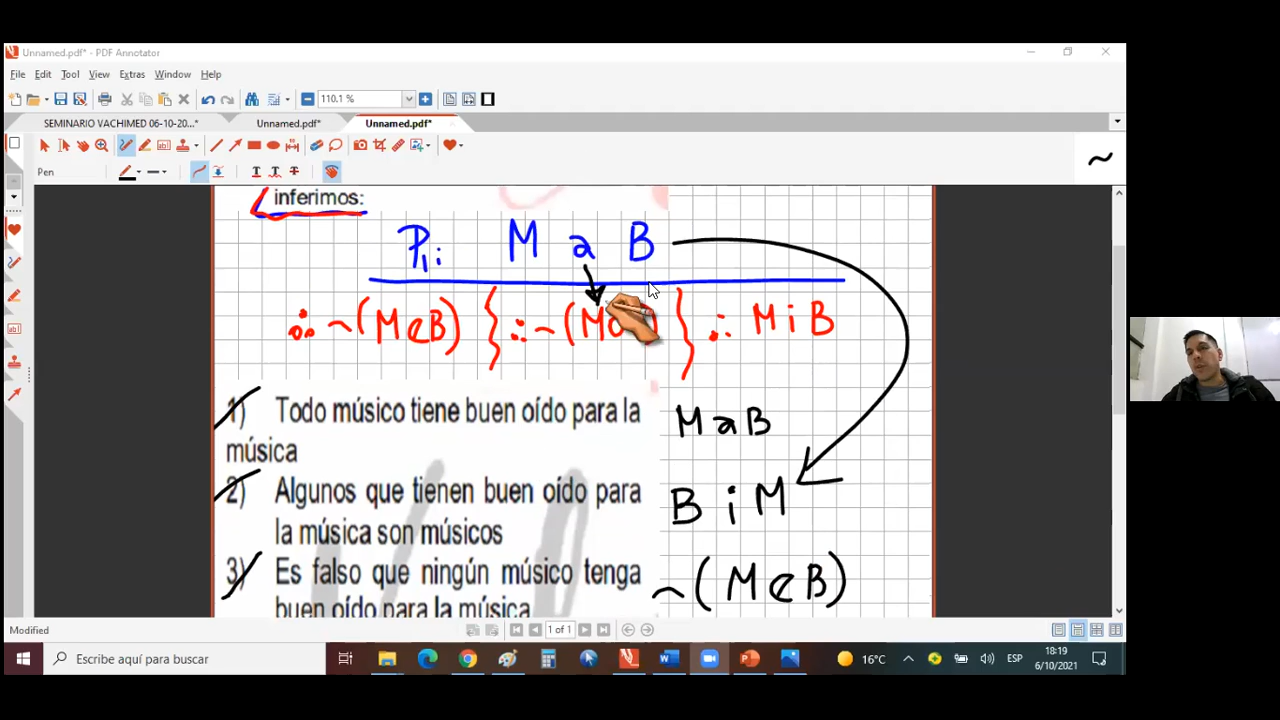 Unnamed.pdf* - PDF Annotator
File Edit Tool View Extras Window Help
110.1 %
SEMINARIO VACHIMED 06-10-20...* Unnamed.pdf* Unnamed.pdf*
Pen
inferimos:
P₁: M a B
∴ ¬(M e B) } ∴ ¬(M o ) } ∴ M i B
1) Todo músico tiene buen oído para la
música
M a B
2) Algunos que tienen buen oído para
la música son músicos
B i M
3) Es falso que ningún músico tenga
buen oído para la música
~(M e B)
Modified
1 of 1
Escribe aquí para buscar
16°C
ESP
18:19
6/10/2021